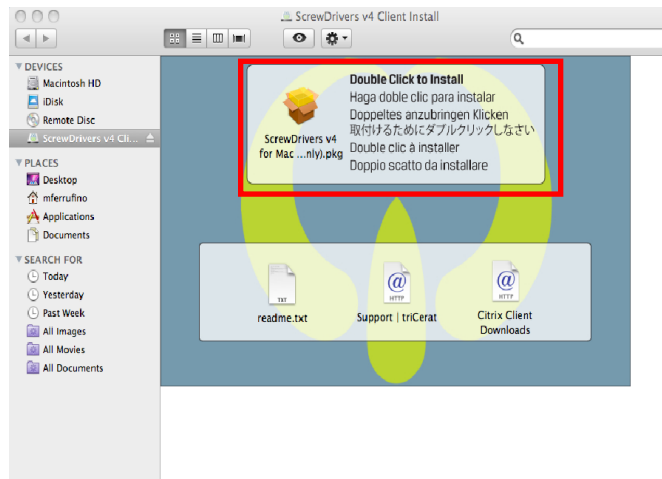 ScrewDrivers v4 Client Install
DEVICES
Macintosh HD
iDisk
Remote Disc
ScrewDrivers v4 Cli...
PLACES
Desktop
mferrufino
Applications
Documents
SEARCH FOR
Today
Yesterday
Past Week
All Images
All Movies
All Documents
ScrewDrivers v4
for Mac ...nly).pkg
Double Click to Install
Haga doble clic para instalar
Doppeltes anzubringen Klicken
取付けるためにダブルクリックしなさい
Double clic à installer
Doppio scatto da installare
TXT
readme.txt
HTTP
Support | triCerat
HTTP
Citrix Client
Downloads